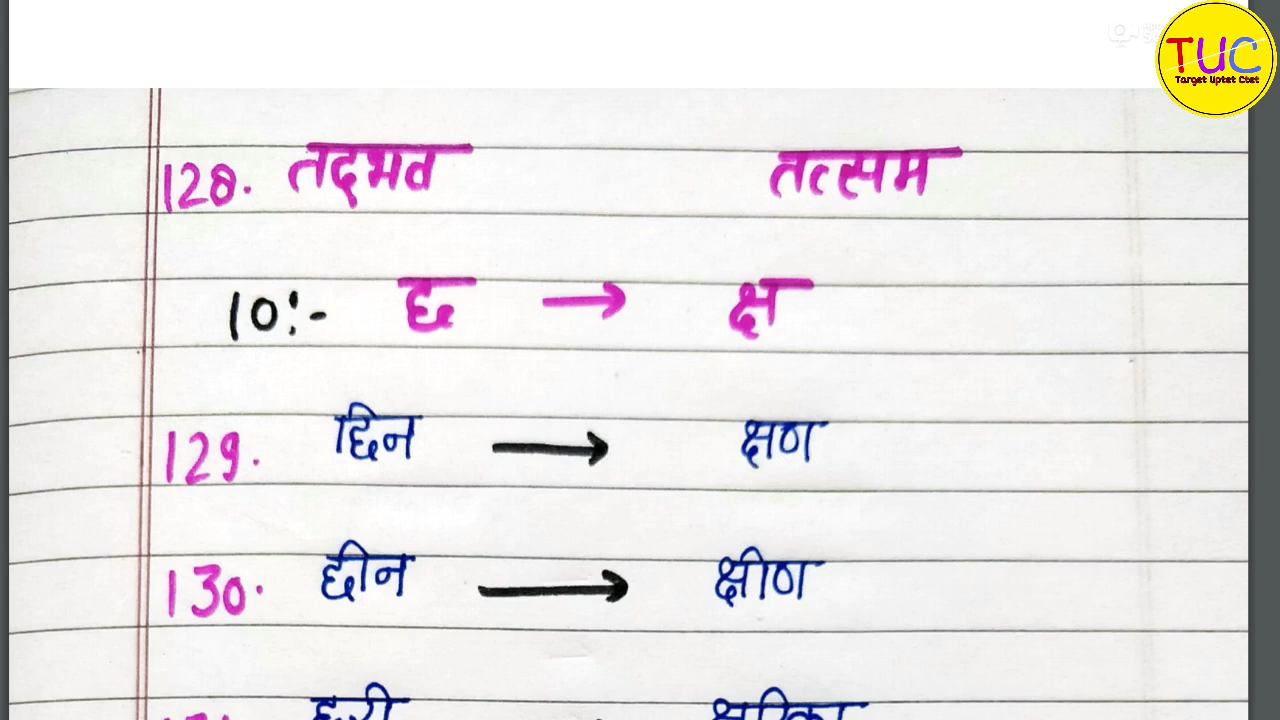 TUC
Target Uptet Ctet
128. तद्भव तत्सम
10:- छ → क्ष
129. छिन → क्षण
130. छीन → क्षीण